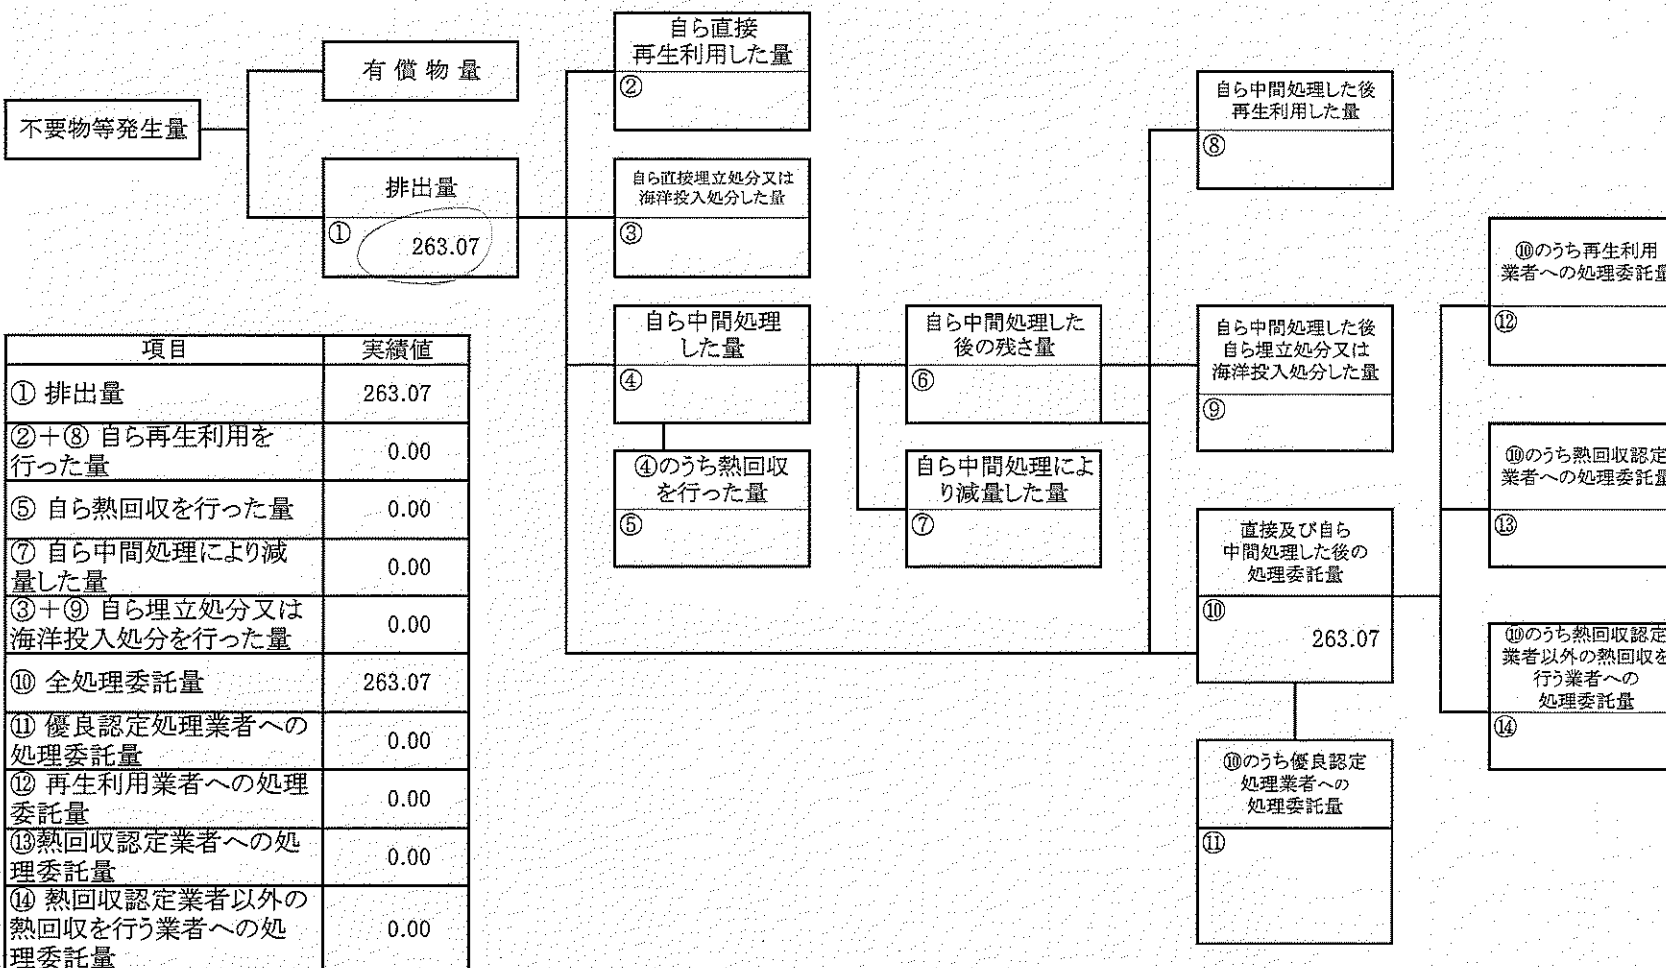 不要物等発生量
有償物量
排出量
①
263.07
自ら直接
再生利用した量
②
自ら直接埋立処分又は
海洋投入処分した量
③
自ら中間処理
した量
④
④のうち熱回収
を行った量
⑤
自ら中間処理した
後の残さ量
⑥
自ら中間処理によ
り減量した量
⑦
自ら中間処理した後
再生利用した量
⑧
自ら中間処理した後
自ら埋立処分又は
海洋投入処分した量
⑨
直接及び自ら
中間処理した後の
処理委託量
⑩
263.07
⑩のうち優良認定
処理業者への
処理委託量
⑪
⑩のうち再生利用
業者への処理委託量
⑫
⑩のうち熱回収認定
業者への処理委託量
⑬
⑩のうち熱回収認定
業者以外の熱回収を
行う業者への
処理委託量
⑭
項目 実績値
① 排出量 263.07
②＋⑧ 自ら再生利用を
行った量 0.00
⑤ 自ら熱回収を行った量 0.00
⑦ 自ら中間処理により減
量した量 0.00
③＋⑨ 自ら埋立処分又は
海洋投入処分を行った量 0.00
⑩ 全処理委託量 263.07
⑪ 優良認定処理業者への
処理委託量 0.00
⑫ 再生利用業者への処理
委託量 0.00
⑬熱回収認定業者への処
理委託量 0.00
⑭ 熱回収認定業者以外の
熱回収を行う業者への処
理委託量 0.00